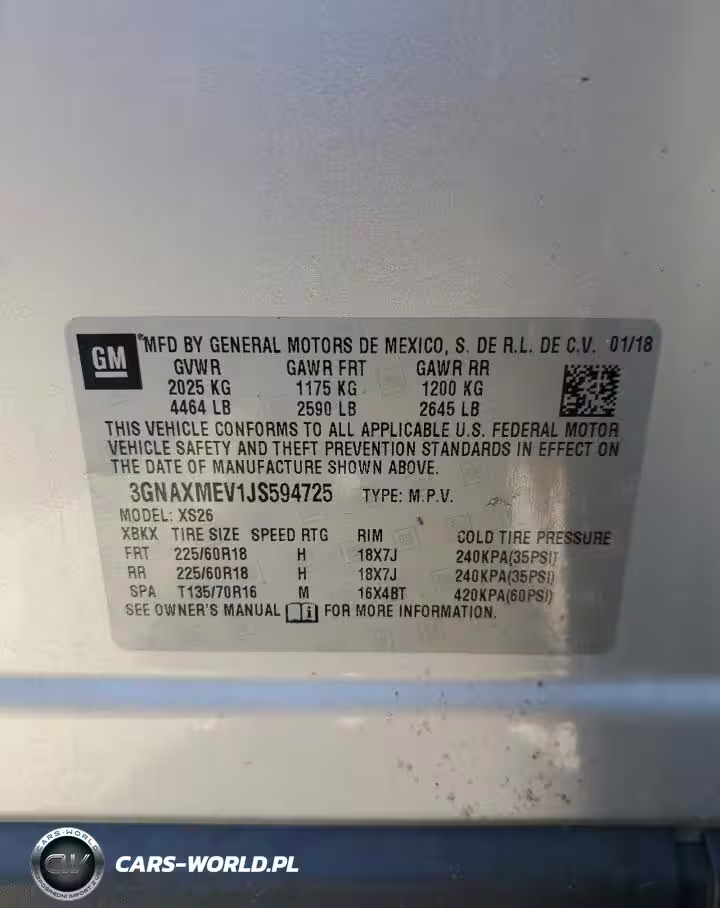 GM
®MFD BY GENERAL MOTORS DE MEXICO, S. DE R.L. DE C.V. 01/18
GVWR GAWR FRT GAWR RR
2025 KG 1175 KG 1200 KG
4464 LB 2590 LB 2645 LB
THIS VEHICLE CONFORMS TO ALL APPLICABLE U.S. FEDERAL MOTOR
VEHICLE SAFETY AND THEFT PREVENTION STANDARDS IN EFFECT ON
THE DATE OF MANUFACTURE SHOWN ABOVE.
3GNAXMEV1JS594725 TYPE: M.P.V.
MODEL: XS26
XBKX TIRE SIZE SPEED RTG RIM COLD TIRE PRESSURE
FRT 225/60R18 H 18X7J 240KPA(35PSI)
RR 225/60R18 H 18X7J 240KPA(35PSI)
SPA T135/70R16 M 16X4BT 420KPA(60PSI)
SEE OWNER'S MANUAL i FOR MORE INFORMATION.
CARS-WORLD
CW
CARS-WORLD.PL